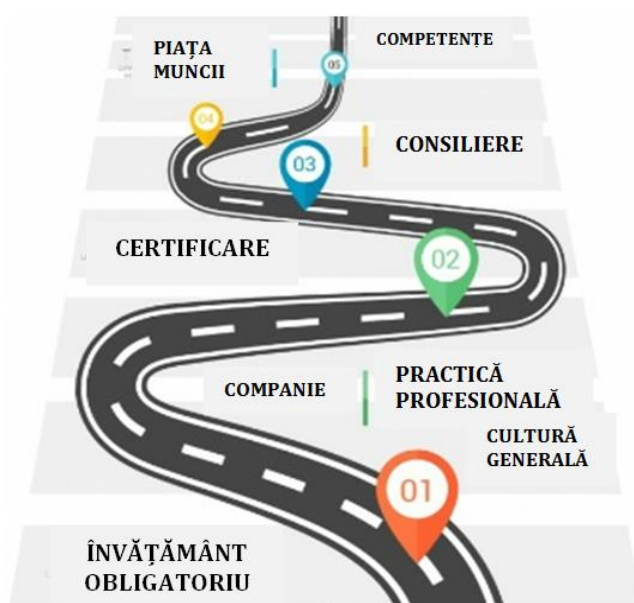 COMPETENȚE
PIAȚA
MUNCII
05
04
CONSILIERE
03
CERTIFICARE
02
PRACTICĂ
PROFESIONALĂ
COMPANIE
CULTURĂ
GENERALĂ
01
ÎNVĂȚĂMÂNT
OBLIGATORIU